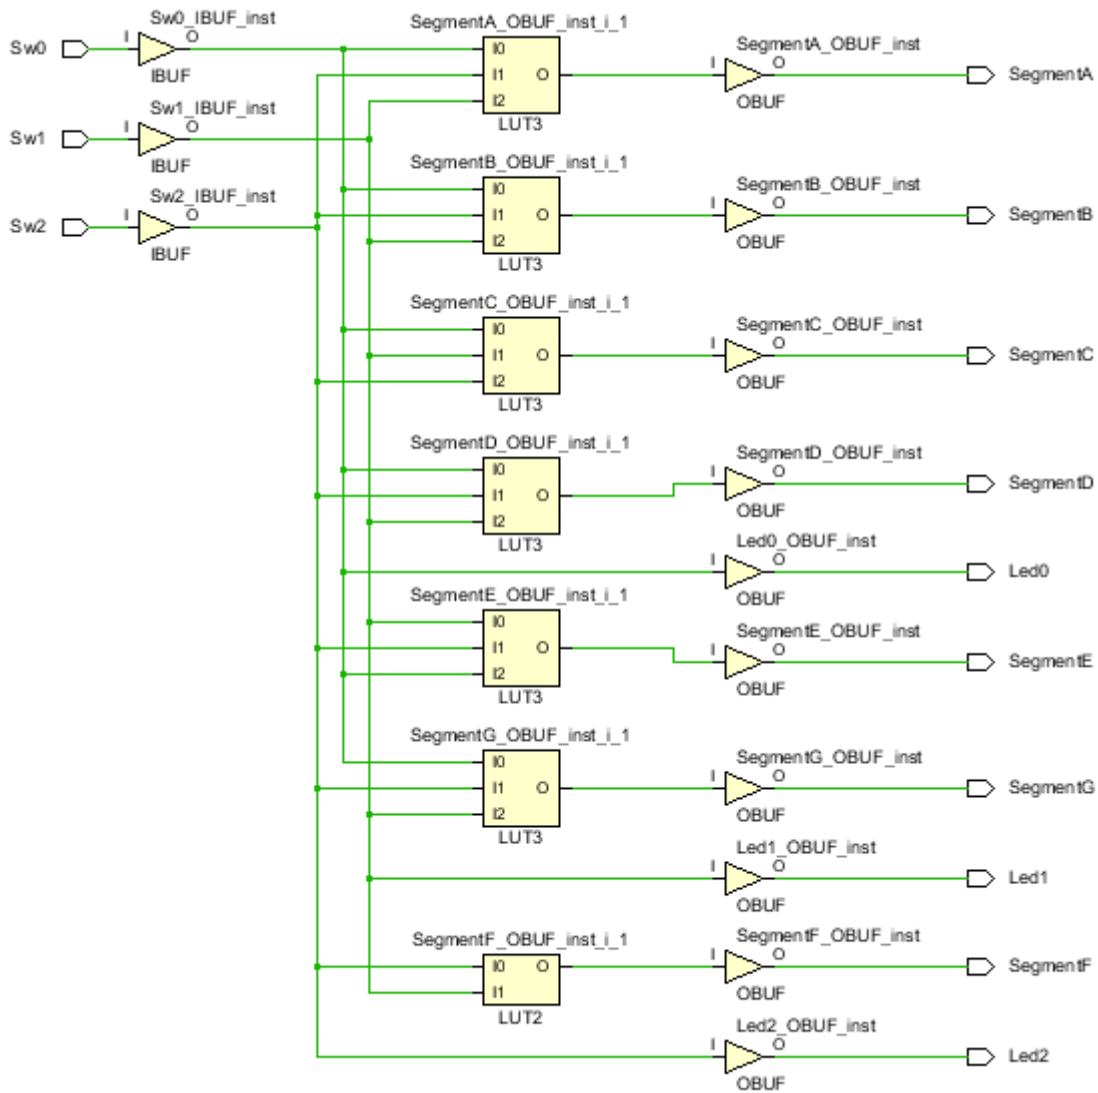 Sw0
I
Sw0_IBUF_inst
O
IBUF
Sw1
I
Sw1_IBUF_inst
O
IBUF
Sw2
I
Sw2_IBUF_inst
O
IBUF
SegmentA_OBUF_inst_i_1
I0
I1
O
I2
LUT3
SegmentA_OBUF_inst
I
O
OBUF
SegmentA
SegmentB_OBUF_inst_i_1
I0
I1
O
I2
LUT3
SegmentB_OBUF_inst
I
O
OBUF
SegmentB
SegmentC_OBUF_inst_i_1
I0
I1
O
I2
LUT3
SegmentC_OBUF_inst
I
O
OBUF
SegmentC
SegmentD_OBUF_inst_i_1
I0
I1
O
I2
LUT3
SegmentD_OBUF_inst
I
O
OBUF
SegmentD
Led0_OBUF_inst
I
O
OBUF
Led0
SegmentE_OBUF_inst_i_1
I0
I1
O
I2
LUT3
SegmentE_OBUF_inst
I
O
OBUF
SegmentE
SegmentG_OBUF_inst_i_1
I0
I1
O
I2
LUT3
SegmentG_OBUF_inst
I
O
OBUF
SegmentG
Led1_OBUF_inst
I
O
OBUF
Led1
SegmentF_OBUF_inst_i_1
I0
O
I1
LUT2
SegmentF_OBUF_inst
I
O
OBUF
SegmentF
Led2_OBUF_inst
I
O
OBUF
Led2